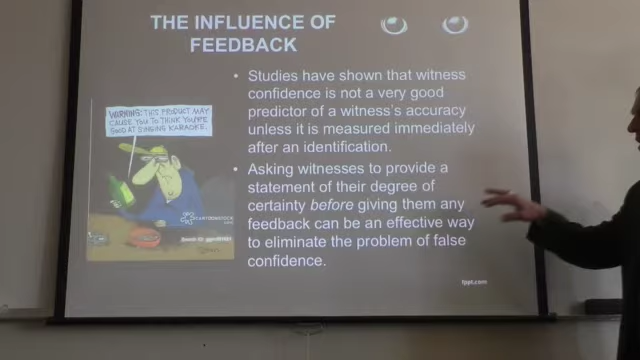 THE INFLUENCE OF
FEEDBACK
• Studies have shown that witness
confidence is not a very good
predictor of a witness's accuracy
unless it is measured immediately
after an identification.
• Asking witnesses to provide a
statement of their degree of
certainty before giving them any
feedback can be an effective way
to eliminate the problem of false
confidence.
WARNING: THIS PRODUCT MAY
CAUSE YOU TO THINK YOU'RE
GOOD AT SINGING KARAOKE.
CARTOONSTOCK
.com
fppt.com